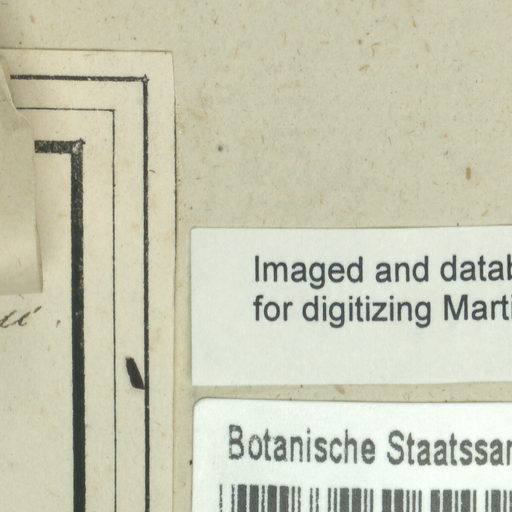 Imaged and datab
for digitizing Marti
Botanische Staatssar